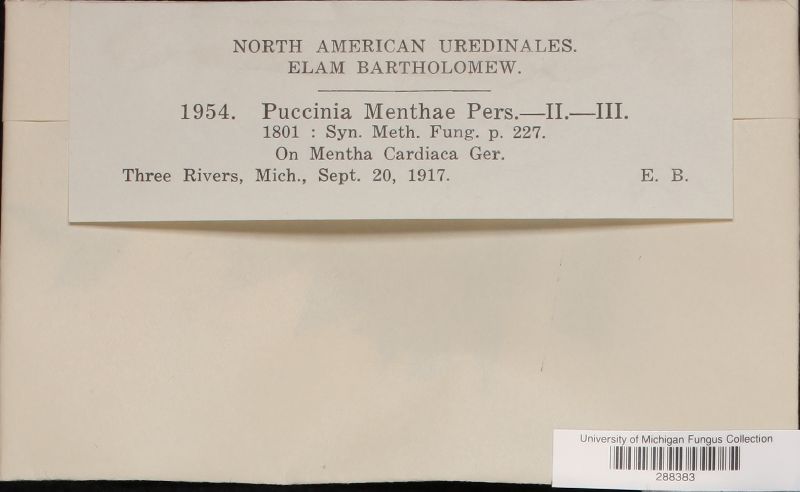 NORTH AMERICAN UREDINALES.
ELAM BARTHOLOMEW.
1954. Puccinia Menthae Pers.—II.—III.
1801 : Syn. Meth. Fung. p. 227.
On Mentha Cardiaca Ger.
Three Rivers, Mich., Sept. 20, 1917. E. B.
University of Michigan Fungus Collection
288383